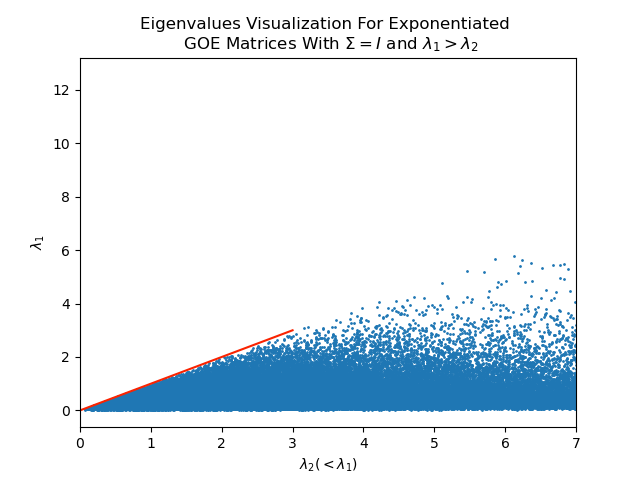 Eigenvalues Visualization For Exponentiated
GOE Matrices With Σ = I and λ₁ > λ₂
12
10
8
6
4
2
0
λ₁
0 1 2 3 4 5 6 7
λ₂(< λ₁)